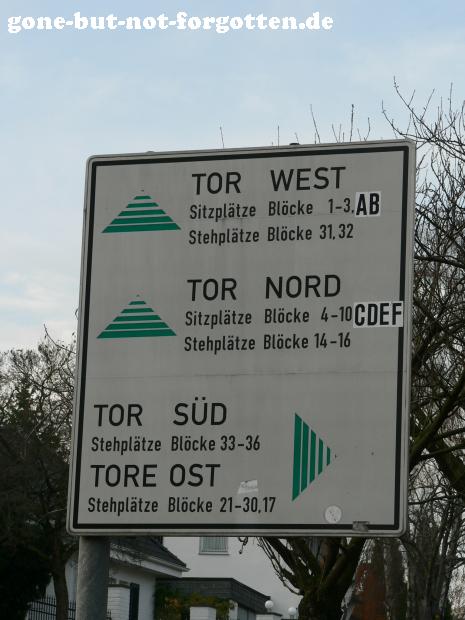 gone-but-not-forgotten.de
TOR WEST
Sitzplätze Blöcke 1-3,AB
Stehplätze Blöcke 31,32
TOR NORD
Sitzplätze Blöcke 4-10CDEF
Stehplätze Blöcke 14-16
TOR SÜD
Stehplätze Blöcke 33-36
TORE OST
Stehplätze Blöcke 21-30,17